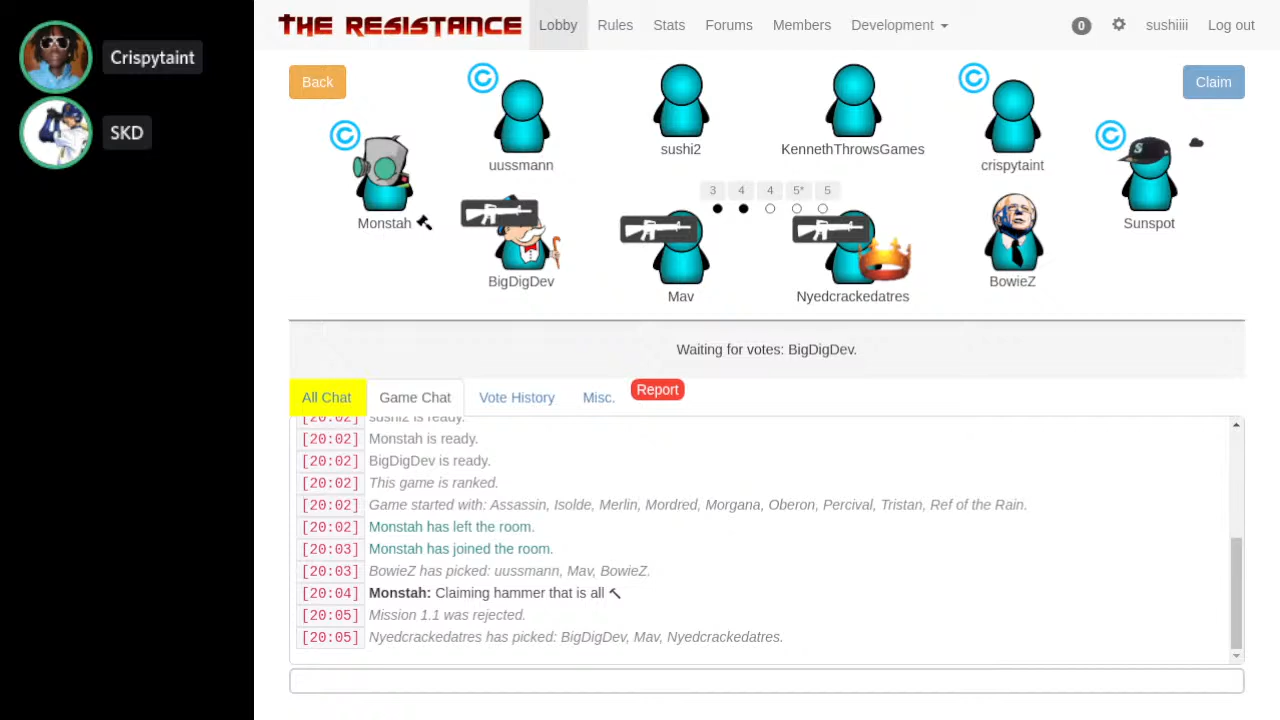 Crispytaint
SKD
THE RESISTANCE
Lobby Rules Stats Forums Members Development 0 sushiiii Log out
Back
Claim
C
C
C
C
uussmann
sushi2
KennethThrowsGames
crispytaint
Monstah
Sunspot
3 4 4 5* 5
BigDigDev
Mav
Nyedcrackedatres
BowieZ
Waiting for votes: BigDigDev.
All Chat Game Chat Vote History Misc. Report
[20:02] sushi2 is ready.
[20:02] Monstah is ready.
[20:02] BigDigDev is ready.
[20:02] This game is ranked.
[20:02] Game started with: Assassin, Isolde, Merlin, Mordred, Morgana, Oberon, Percival, Tristan, Ref of the Rain.
[20:02] Monstah has left the room.
[20:03] Monstah has joined the room.
[20:03] BowieZ has picked: uussmann, Mav, BowieZ.
[20:04] Monstah: Claiming hammer that is all
[20:05] Mission 1.1 was rejected.
[20:05] Nyedcrackedatres has picked: BigDigDev, Mav, Nyedcrackedatres.